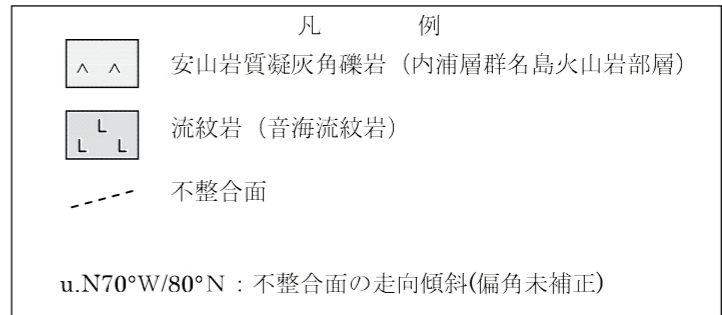 凡　例
安山岩質凝灰角礫岩（内浦層群名島火山岩部層）
流紋岩（音海流紋岩）
不整合面
u.N70°W/80°N：不整合面の走向傾斜(偏角未補正)